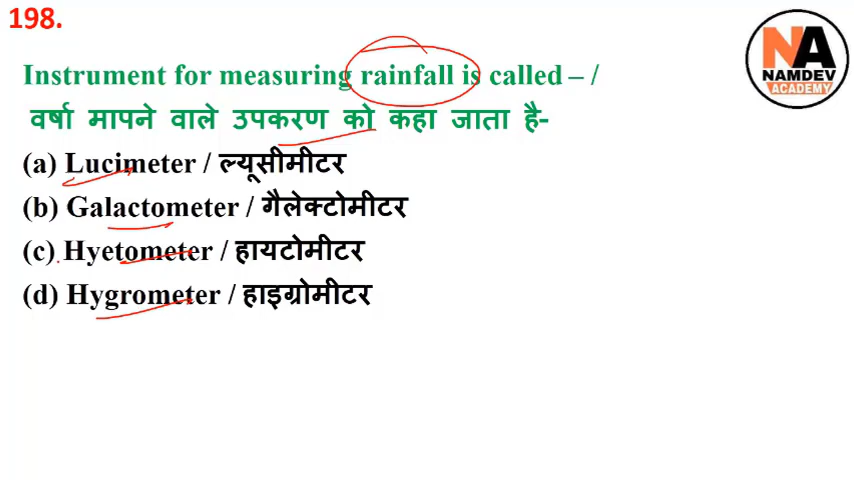 198.
NA
NAMDEV
ACADEMY
Instrument for measuring rainfall is called – /
वर्षा मापने वाले उपकरण को कहा जाता है-
(a) Lucimeter / ल्यूसीमीटर
(b) Galactometer / गैलेक्टोमीटर
(c) Hyetometer / हायटोमीटर
(d) Hygrometer / हाइग्रोमीटर